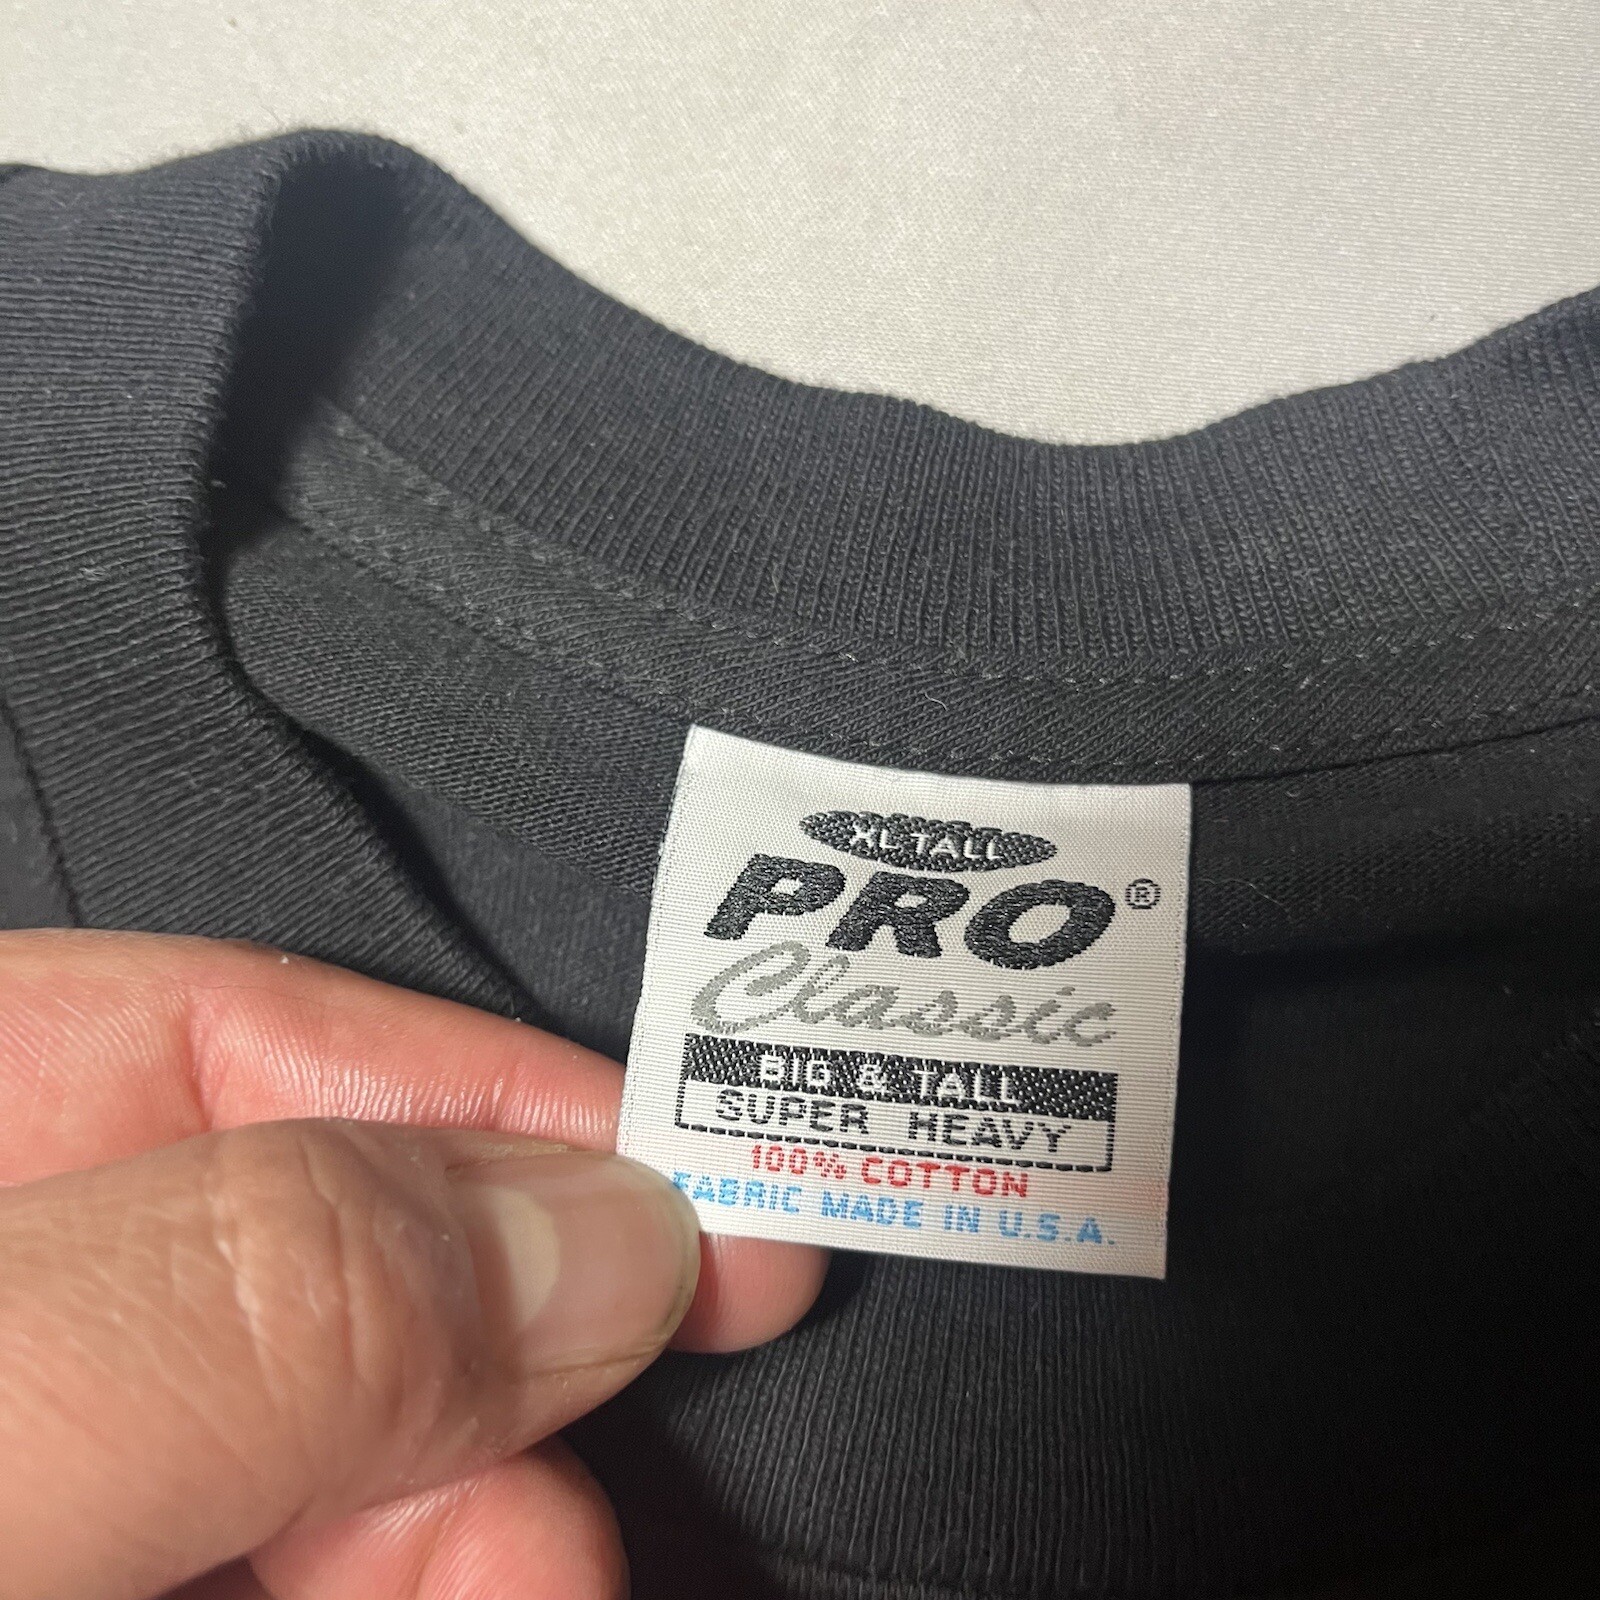 XL TALL
PRO®
Classic
BIG & TALL
SUPER HEAVY
100% COTTON
FABRIC MADE IN U.S.A.